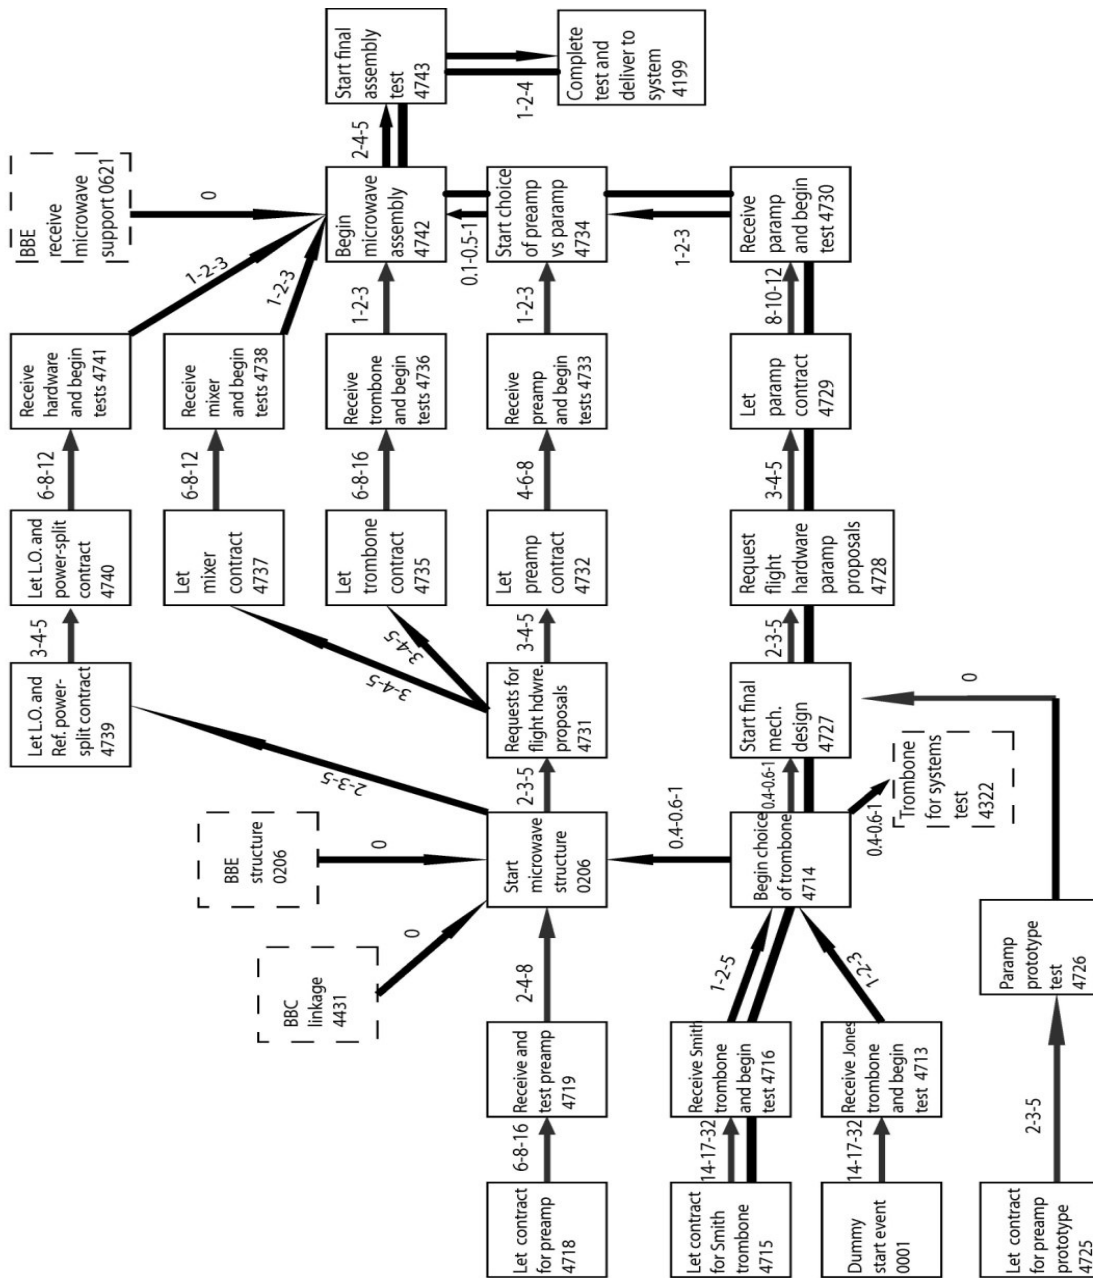 BBE
receive
microwave
support 0621
0
Start final
assembly
test
4743
1-2-4
Complete
test and
deliver to
system
4199
2-4-5
Begin
microwave
assembly
4742
0.1-0.5-1
Start choice
of preamp
vs paramp
4734
1-2-3
Receive
paramp
and begin
test 4730
1-2-3
1-2-3
1-2-3
1-2-3
8-10-12
Receive
hardware
and begin
tests 4741
Receive
mixer
and begin
tests 4738
Receive
trombone
and begin
tests 4736
Receive
preamp
and begin
tests 4733
Let
paramp
contract
4729
6-8-12
6-8-12
6-8-16
4-6-8
3-4-5
Let L.O. and
power-split
contract
4740
Let
mixer
contract
4737
Let
trombone
contract
4735
Let
preamp
contract
4732
Request
flight
hardware
paramp
proposals
4728
3-4-5
3-4-5
3-4-5
3-4-5
2-3-5
Let L.O. and
Ref. power-
split contract
4739
Requests for
flight hdwre.
proposals
4731
Start final
mech.
design
4727
0
2-3-5
2-3-5
0.4-0.6-1
0.4-0.6-1
Trombone
for systems
test
4322
BBE
structure
0206
0
Start
microwave
structure
0206
0.4-0.6-1
Begin choice
of trombone
4714
BBC
linkage
4431
0
2-4-8
1-2-5
1-2-3
Paramp
prototype
test
4726
Receive and
test preamp
4719
Receive Smith
trombone
and begin
test 4716
Receive Jones
trombone
and begin
test 4713
6-8-16
14-17-32
14-17-32
2-3-5
Let contract
for preamp
4718
Let contract
for Smith
trombone
4715
Dummy
start event
0001
Let contract
for preamp
prototype
4725